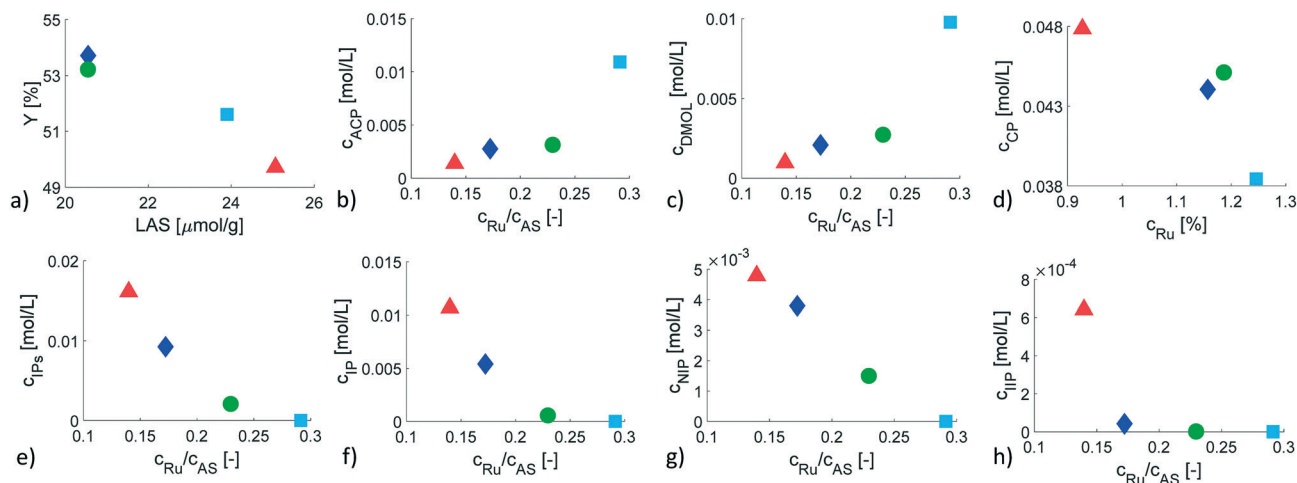 55
53
51
49
Y [%]
20 22 24 26
LAS [μmol/g]
a)
0.015
0.01
0.005
0
c_ACP [mol/L]
0.1 0.15 0.2 0.25 0.3
c_Ru/c_AS [-]
b)
0.01
0.005
0
c_DMOL [mol/L]
0.1 0.15 0.2 0.25 0.3
c_Ru/c_AS [-]
c)
0.048
0.043
0.038
c_CP [mol/L]
0.9 1 1.1 1.2 1.3
c_Ru [%]
d)
0.02
0.01
0
c_IPs [mol/L]
0.1 0.15 0.2 0.25 0.3
c_Ru/c_AS [-]
e)
0.015
0.01
0.005
0
c_IP [mol/L]
0.1 0.15 0.2 0.25 0.3
c_Ru/c_AS [-]
f)
×10^-3
5
4
3
2
1
0
c_NIP [mol/L]
0.1 0.15 0.2 0.25 0.3
c_Ru/c_AS [-]
g)
×10^-4
8
6
4
2
0
c_IIP [mol/L]
0.1 0.15 0.2 0.25 0.3
c_Ru/c_AS [-]
h)